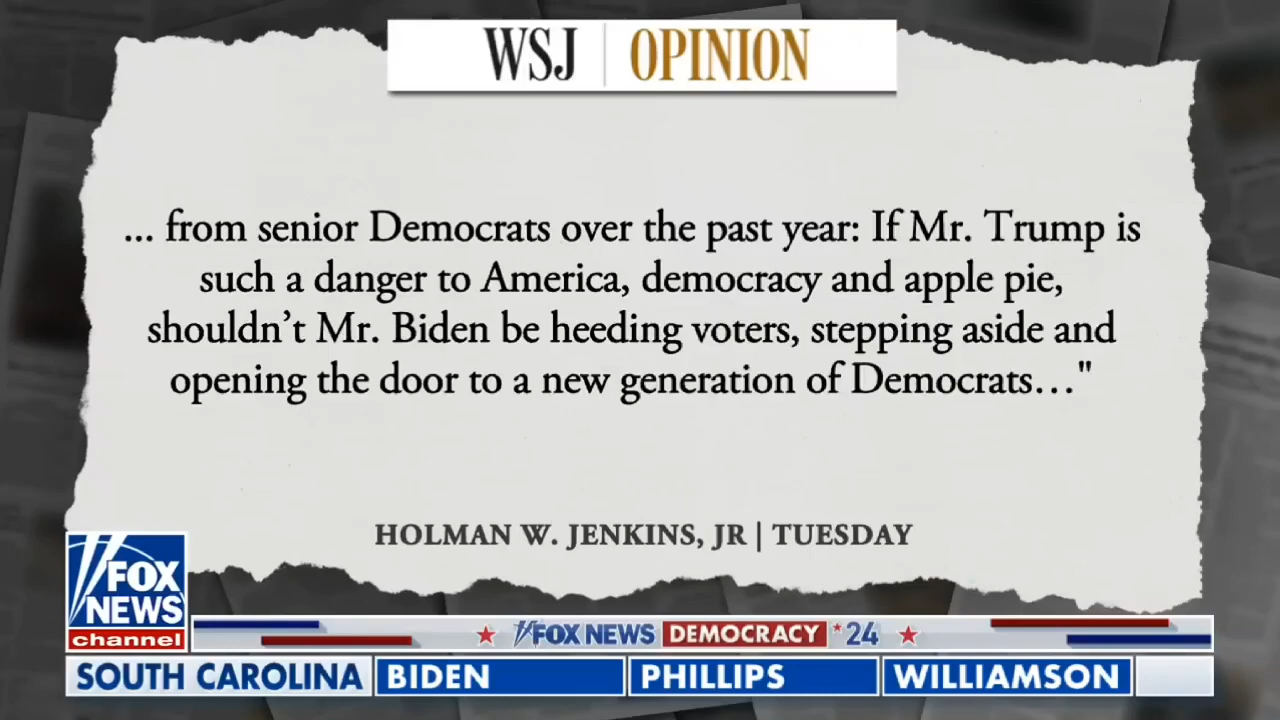 WSJ | OPINION
... from senior Democrats over the past year: If Mr. Trump is
such a danger to America, democracy and apple pie,
shouldn’t Mr. Biden be heeding voters, stepping aside and
opening the door to a new generation of Democrats…"
HOLMAN W. JENKINS, JR | TUESDAY
FOX
NEWS
channel
FOX NEWS DEMOCRACY '24
SOUTH CAROLINA BIDEN PHILLIPS WILLIAMSON